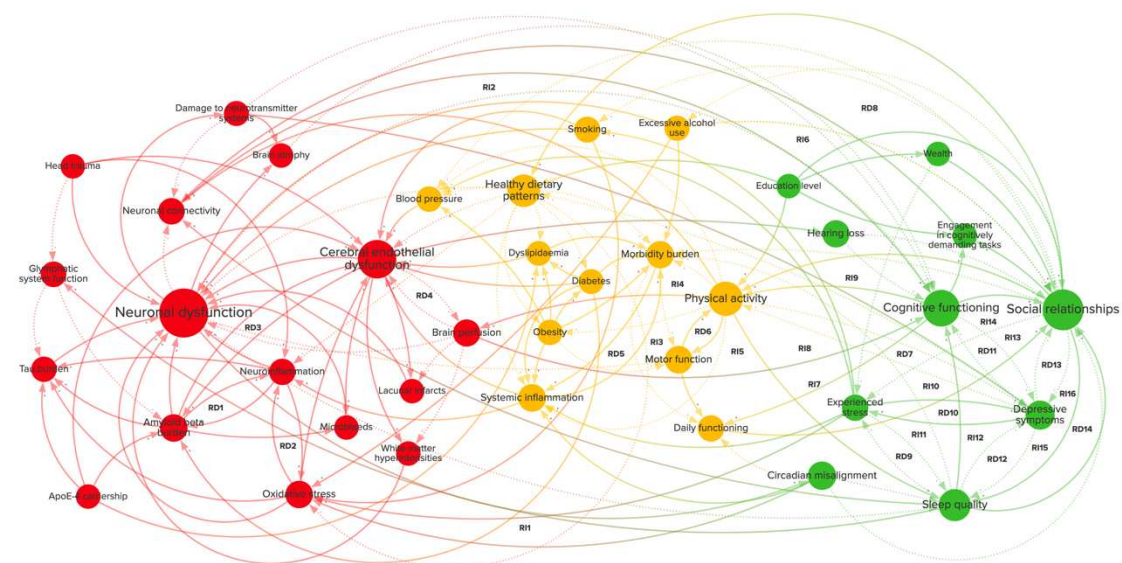 RI2
Damage to neurotransmitter
systems
RD8
Smoking
Excessive alcohol
use
RI6
Brain atrophy
Wealth
Head trauma
Healthy dietary
patterns
Education level
Blood pressure
Neuronal connectivity
Hearing loss
Engagement
in cognitively
demanding tasks
Cerebral endothelial
dysfunction
Dyslipidaemia
Morbidity burden
Glymphatic
system function
Diabetes
RI9
RI4
RD4
Physical activity
Cognitive functioning
Social relationships
Neuronal dysfunction
RD3
Brain perfusion
Obesity
RD6
RI14
RI13
RI3
RI5
RI8
RD5
Motor function
RD7
RD11
RD13
Tau burden
Neuroinflammation
RI7
RI10
RI16
Lacunar infarcts
Systemic inflammation
RD1
Experienced
stress
RD10
Depressive
symptoms
Amyloid beta
burden
Microbleeds
Daily functioning
RD14
RD2
RI11
RI12
RI15
White matter
hyperintensities
RD9
RD12
Circadian misalignment
ApoE-4 carriership
Oxidative stress
Sleep quality
RI1